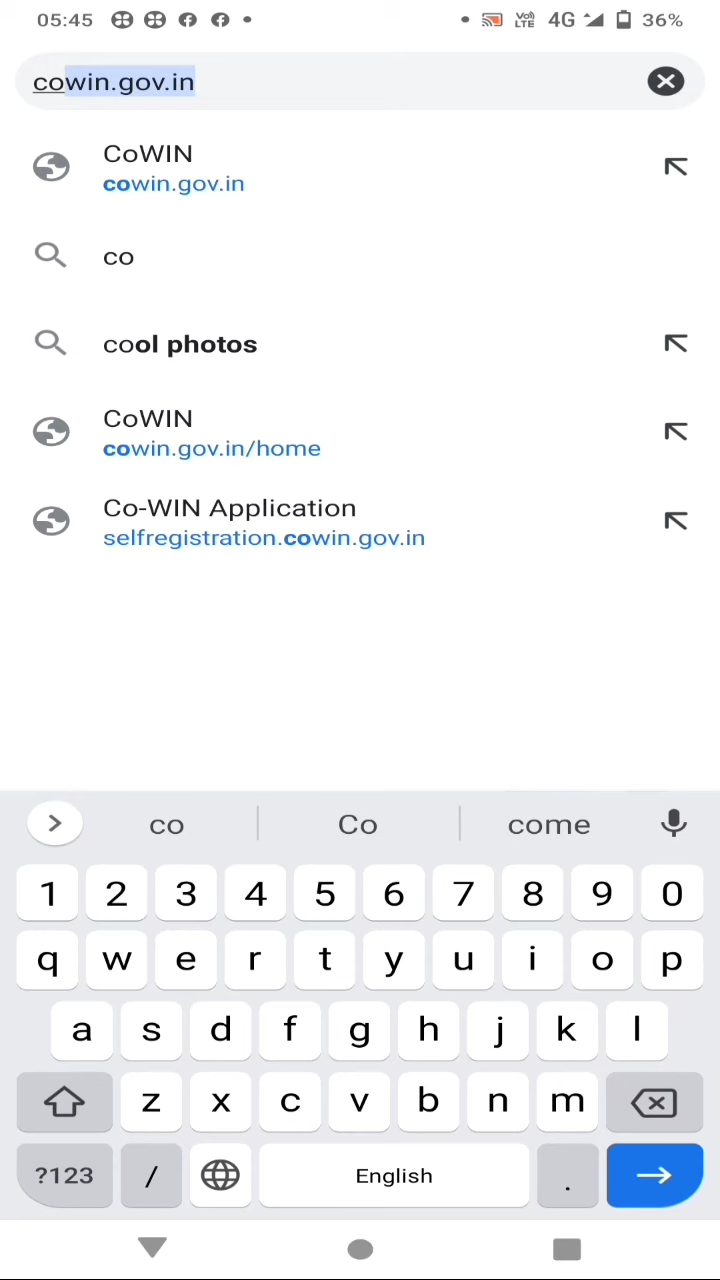 05:45 Vo) LTE 4G 36%
cowin.gov.in
CoWIN
cowin.gov.in
co
cool photos
CoWIN
cowin.gov.in/home
Co-WIN Application
selfregistration.cowin.gov.in
co Co come
1 2 3 4 5 6 7 8 9 0
q w e r t y u i o p
a s d f g h j k l
z x c v b n m
?123 / English .